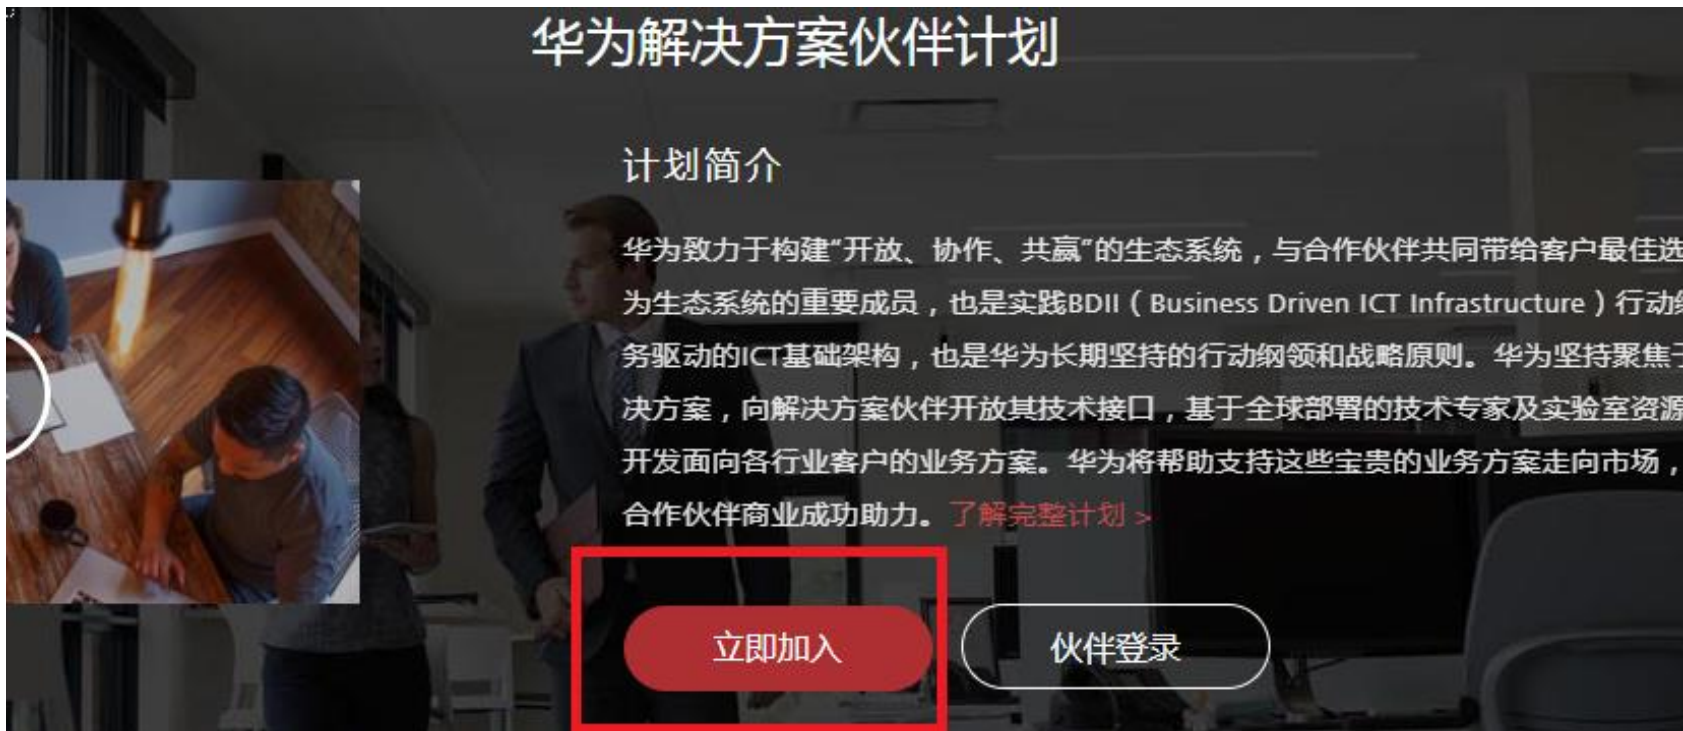 华为解决方案伙伴计划
计划简介
华为致力于构建“开放、协作、共赢”的生态系统，与合作伙伴共同带给客户最佳选
为生态系统的重要成员，也是实践BDII（Business Driven ICT Infrastructure）行动纲
务驱动的ICT基础架构，也是华为长期坚持的行动纲领和战略原则。华为坚持聚焦于
决方案，向解决方案伙伴开放其技术接口，基于全球部署的技术专家及实验室资源
开发面向各行业客户的业务方案。华为将帮助支持这些宝贵的业务方案走向市场，
合作伙伴商业成功助力。了解完整计划 >
立即加入
伙伴登录